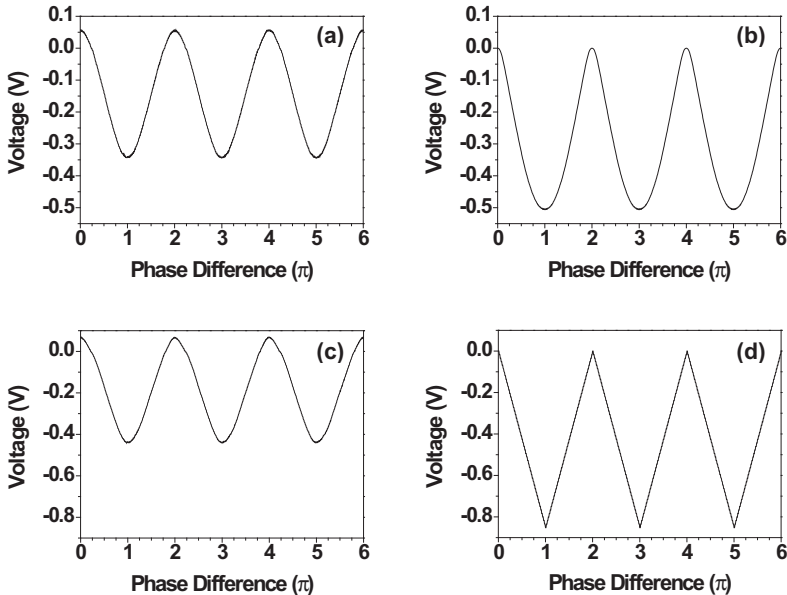 (a)
Voltage (V)
0.1
0.0
-0.1
-0.2
-0.3
-0.4
-0.5
0 1 2 3 4 5 6
Phase Difference (π)
(b)
Voltage (V)
0.1
0.0
-0.1
-0.2
-0.3
-0.4
-0.5
0 1 2 3 4 5 6
Phase Difference (π)
(c)
Voltage (V)
0.0
-0.2
-0.4
-0.6
-0.8
0 1 2 3 4 5 6
Phase Difference (π)
(d)
Voltage (V)
0.0
-0.2
-0.4
-0.6
-0.8
0 1 2 3 4 5 6
Phase Difference (π)